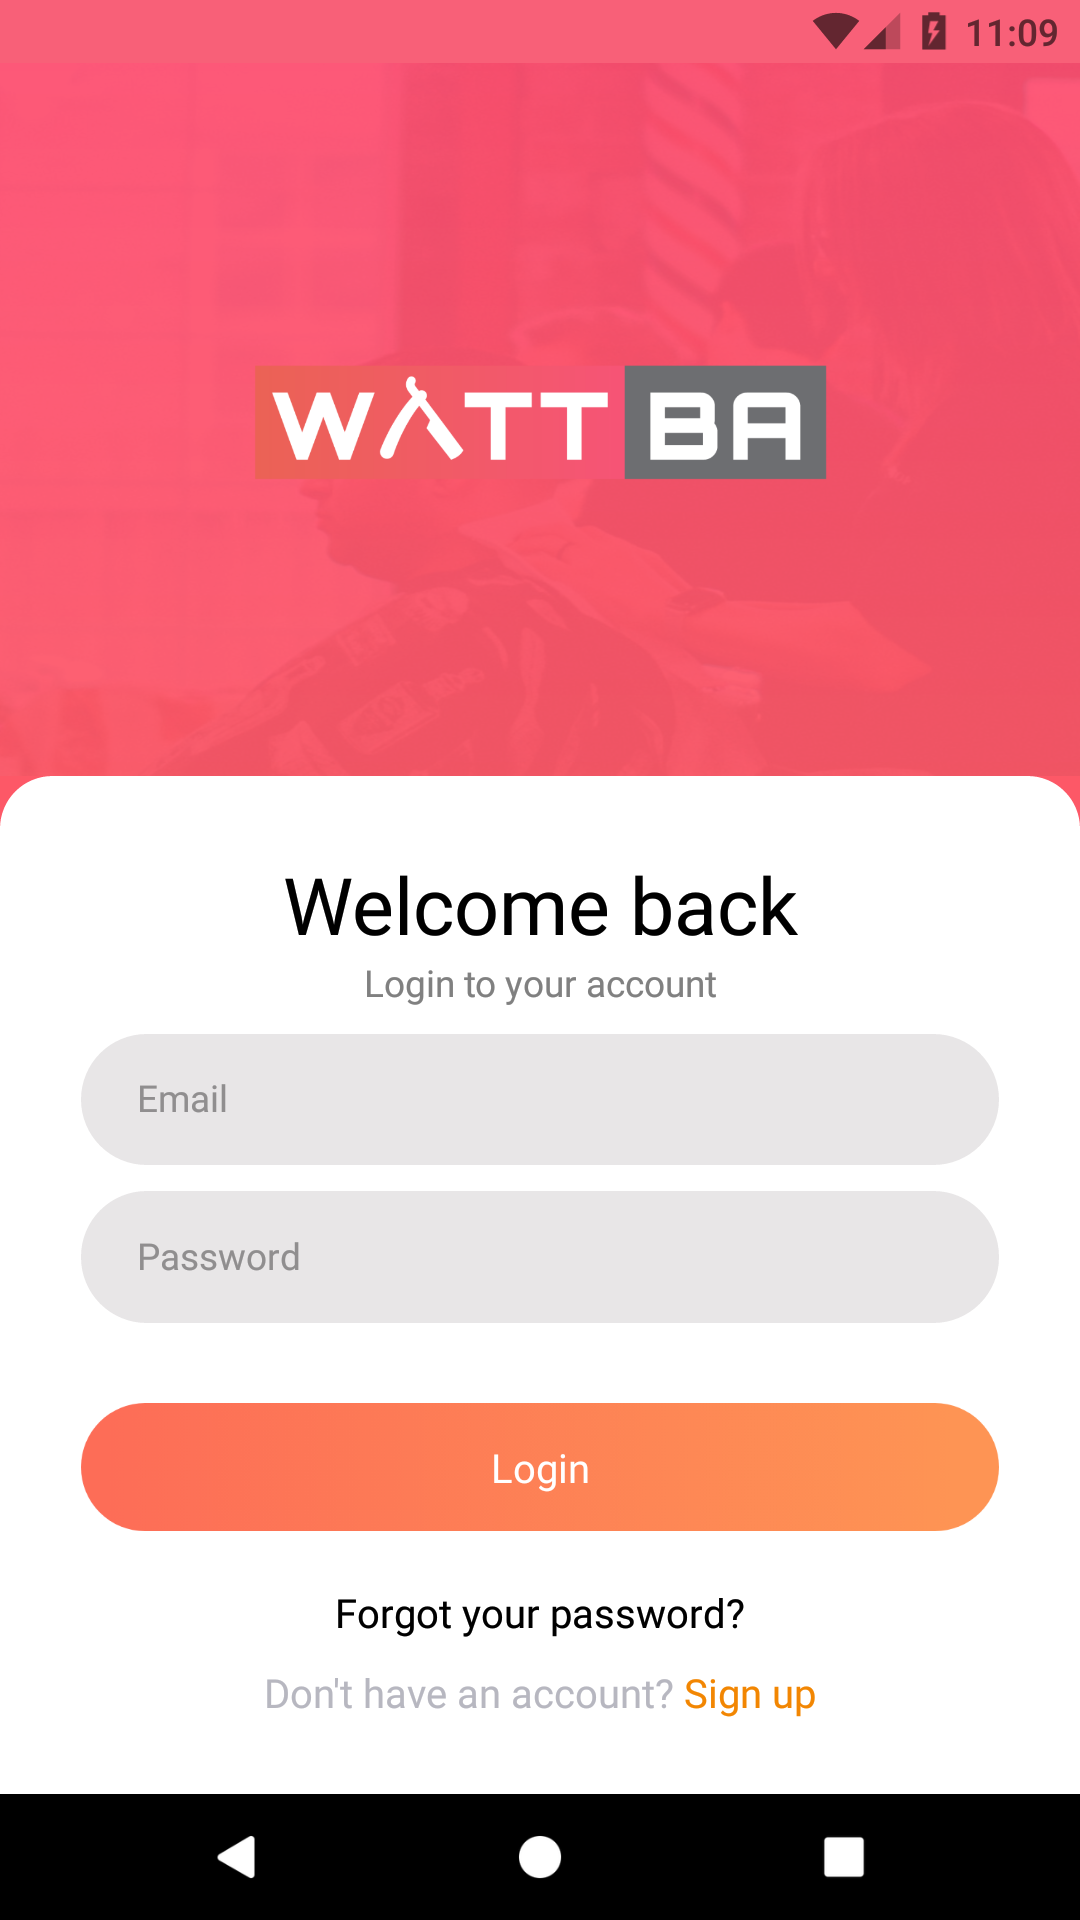 11:09
WATT BA
Welcome back
Login to your account
Email
Password
Login
Forgot your password?
Don't have an account? Sign up